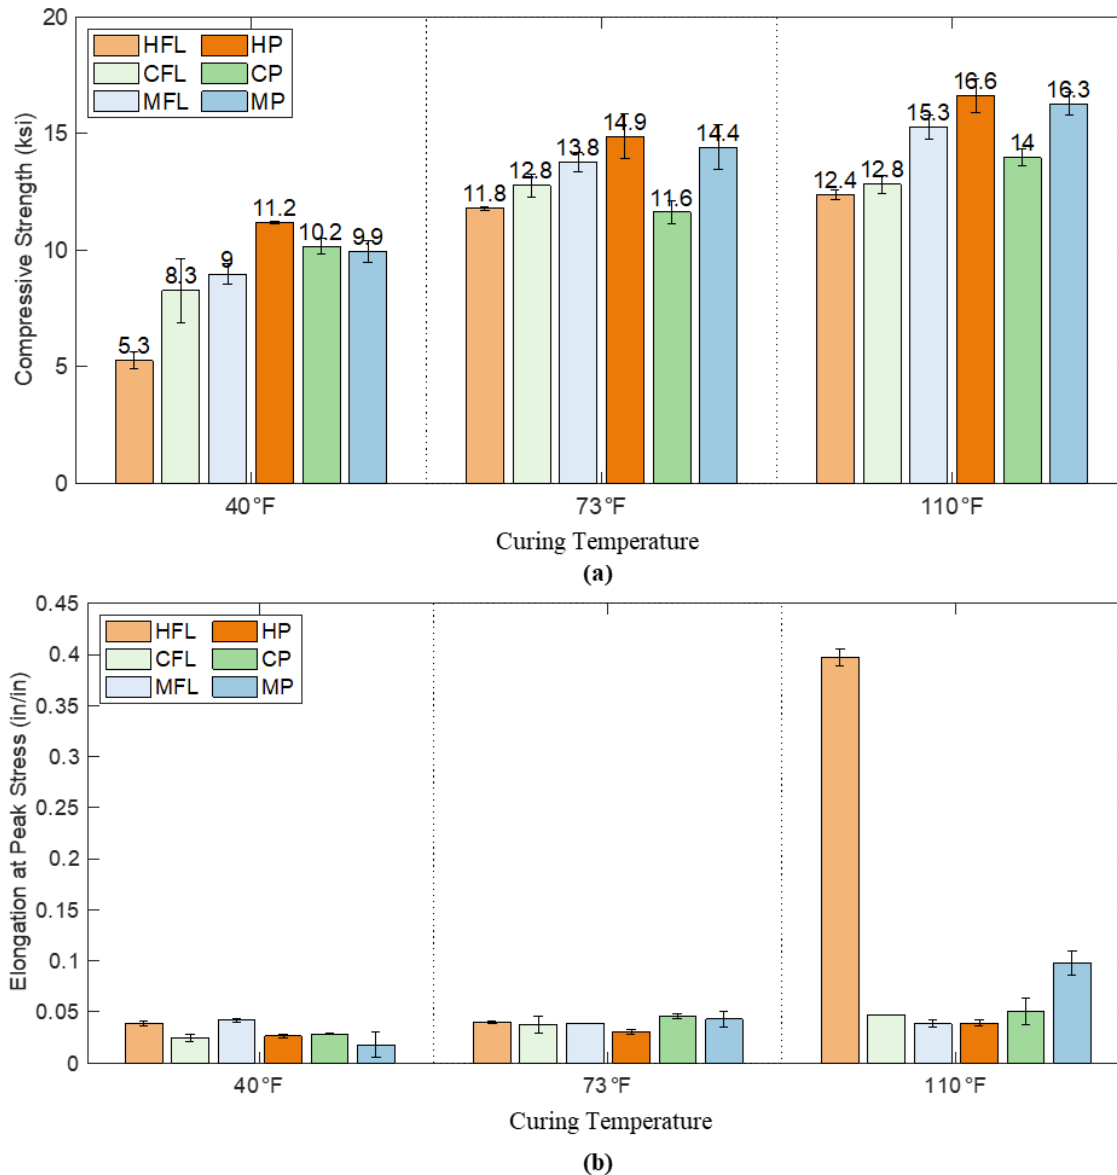 20
15
10
5
0
Compressive Strength (ksi)
HFL HP
CFL CP
MFL MP
5.3 8.3 9 11.2 10.2 9.9
11.8 12.8 13.8 14.9 11.6 14.4
12.4 12.8 15.3 16.6 14 16.3
40°F 73°F 110°F
Curing Temperature
(a)
0.45
0.4
0.35
0.3
0.25
0.2
0.15
0.1
0.05
0
Elongation at Peak Stress (in/in)
HFL HP
CFL CP
MFL MP
40°F 73°F 110°F
Curing Temperature
(b)